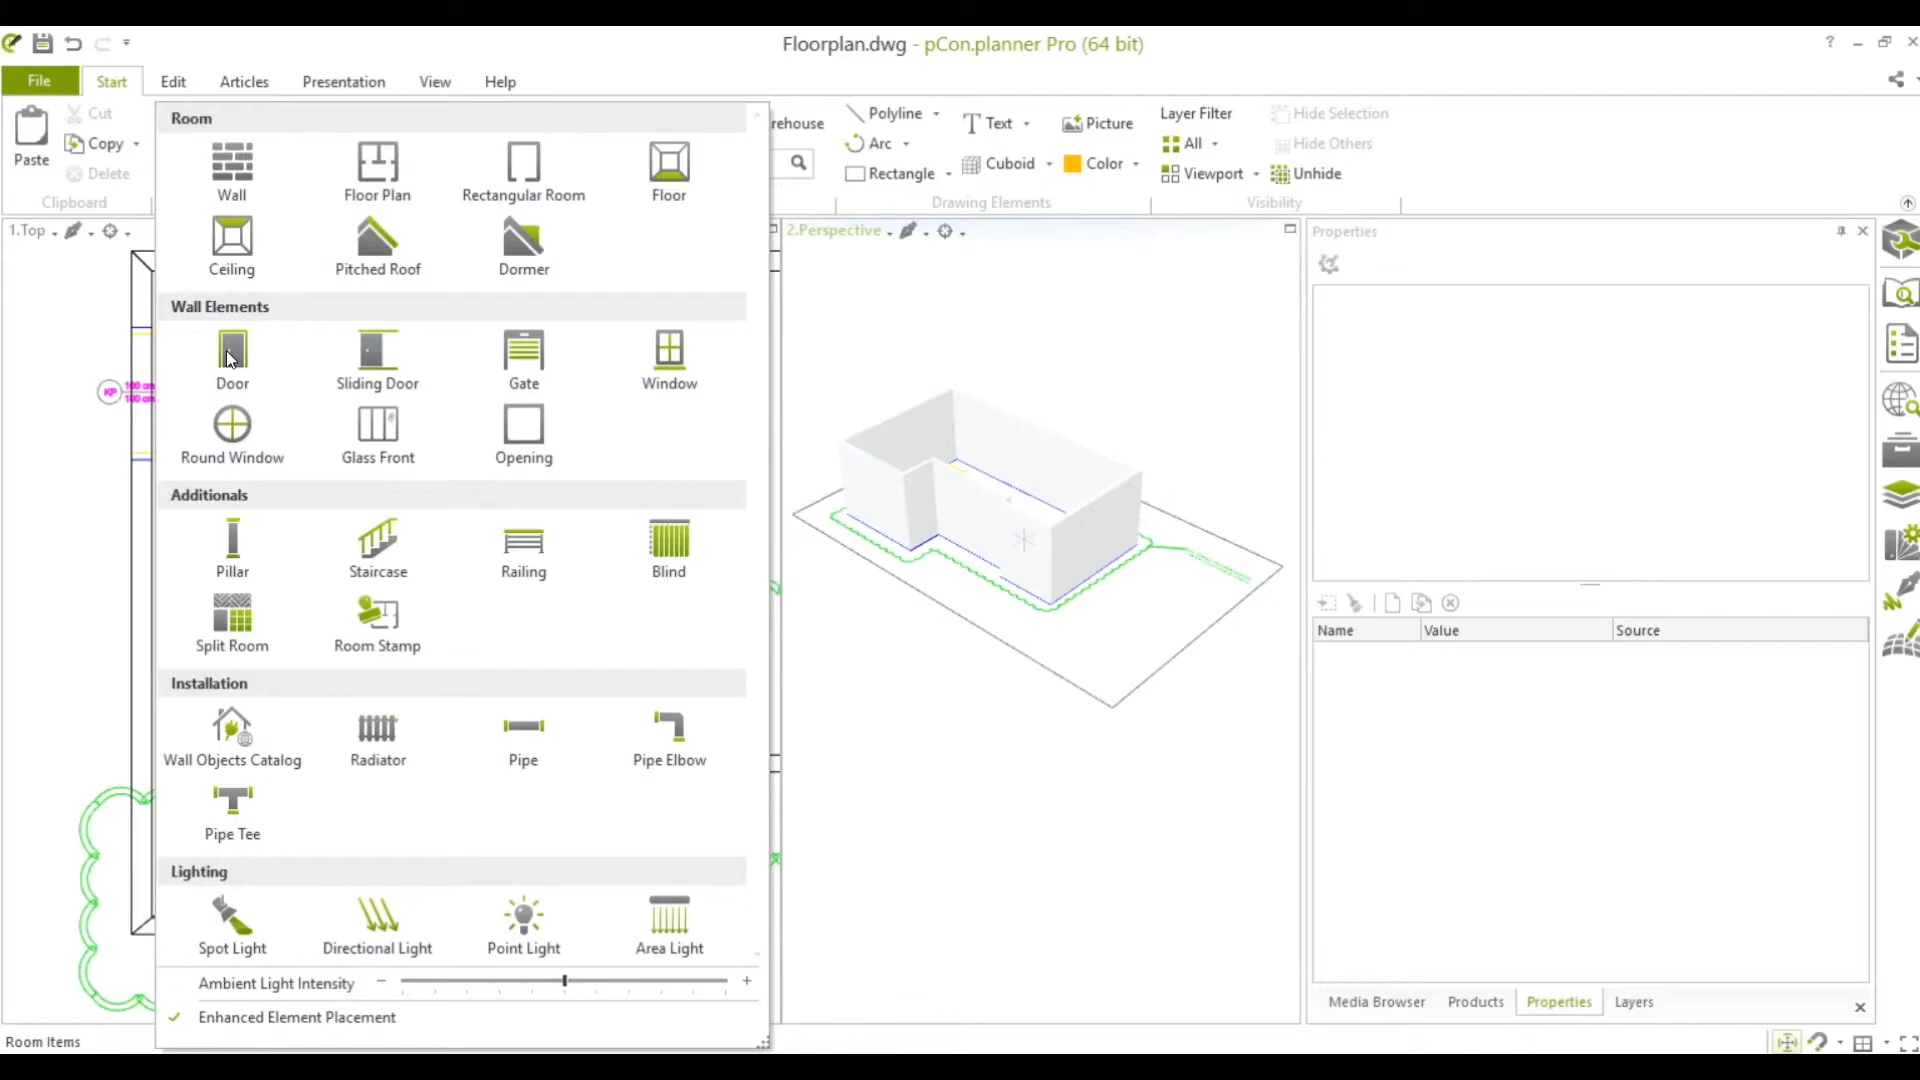 Floorplan.dwg - pCon.planner Pro (64 bit)
?
File Start Edit Articles Presentation View Help
Paste
Cut
Copy
Delete
Clipboard
rehouse
Polyline
Arc
Rectangle
Text
Cuboid
Picture
Color
Drawing Elements
Layer Filter
All
Viewport
Hide Selection
Hide Others
Unhide
Visibility
1.Top
KP
100 cm
100 cm
Room
Wall Floor Plan Rectangular Room Floor
Ceiling Pitched Roof Dormer
Wall Elements
Door Sliding Door Gate Window
Round Window Glass Front Opening
Additionals
Pillar Staircase Railing Blind
Split Room Room Stamp
Installation
Wall Objects Catalog Radiator Pipe Pipe Elbow
Pipe Tee
Lighting
Spot Light Directional Light Point Light Area Light
Ambient Light Intensity
Enhanced Element Placement
2.Perspective
Properties
Name Value Source
Media Browser Products Properties Layers
Room Items